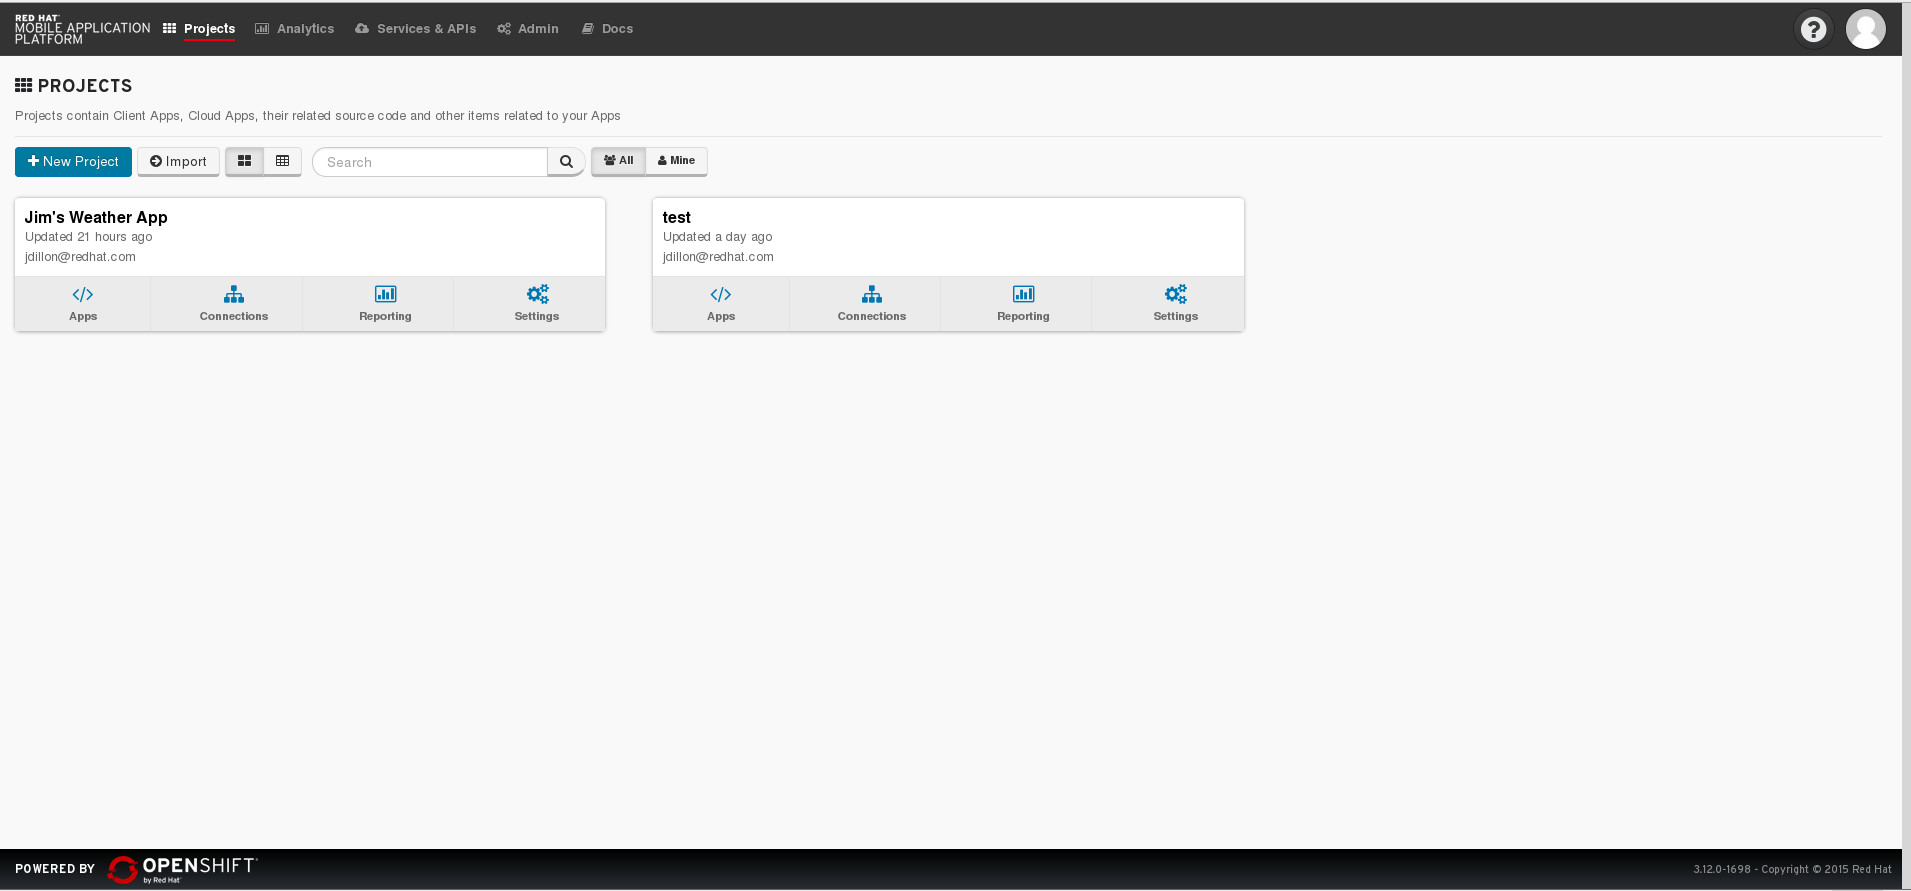 RED HAT
MOBILE APPLICATION
PLATFORM
Projects Analytics Services & APIs Admin Docs
PROJECTS
Projects contain Client Apps, Cloud Apps, their related source code and other items related to your Apps
New Project Import Search All Mine
Jim's Weather App
Updated 21 hours ago
jdillon@redhat.com
Apps Connections Reporting Settings
test
Updated a day ago
jdillon@redhat.com
Apps Connections Reporting Settings
POWERED BY OPENSHIFT
by Red Hat
3.12.0-1698 - Copyright © 2015 Red Hat